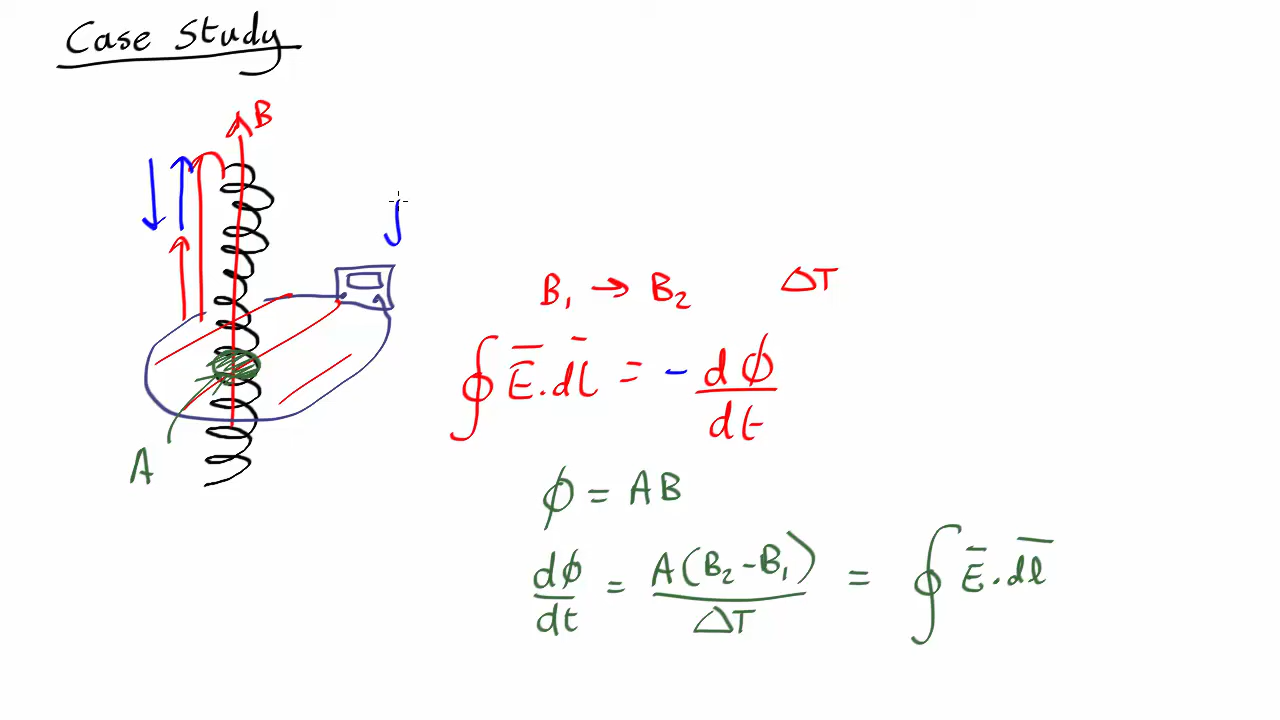 Case Study
B
B₁ → B₂ ΔT
∮ E̅ . dl̅ = - dϕ/dt
A
ϕ = AB
dϕ/dt = A(B₂ - B₁)/ΔT = ∮ E̅ . dl̅